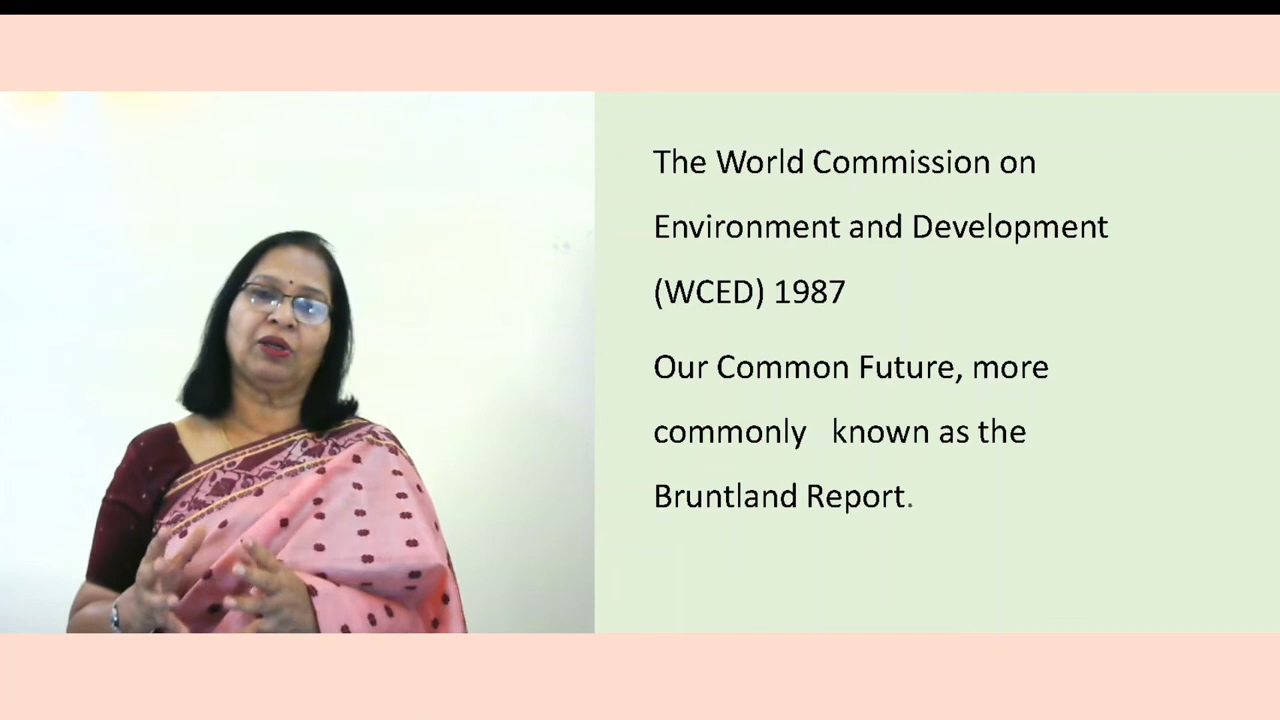 The World Commission on
Environment and Development
(WCED) 1987
Our Common Future, more
commonly   known as the
Bruntland Report.